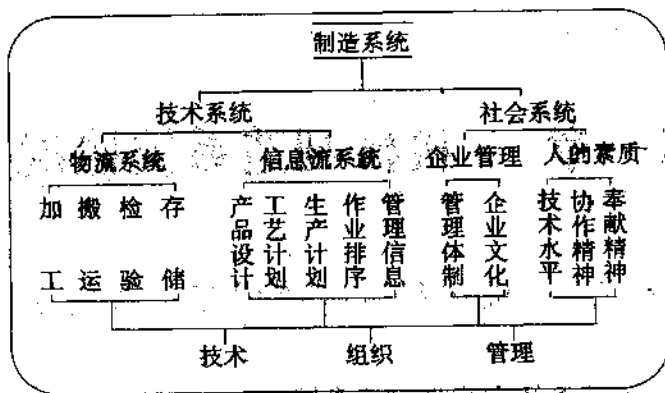 制造系统
技术系统 社会系统
物流系统 信息流系统 企业管理 人的素质
加工 搬运 检验 存储 产品设计 工艺计划 生产计划 作业排序 管理信息 管理体制 企业文化 技术水平 协作精神 奉献精神
技术 组织 管理